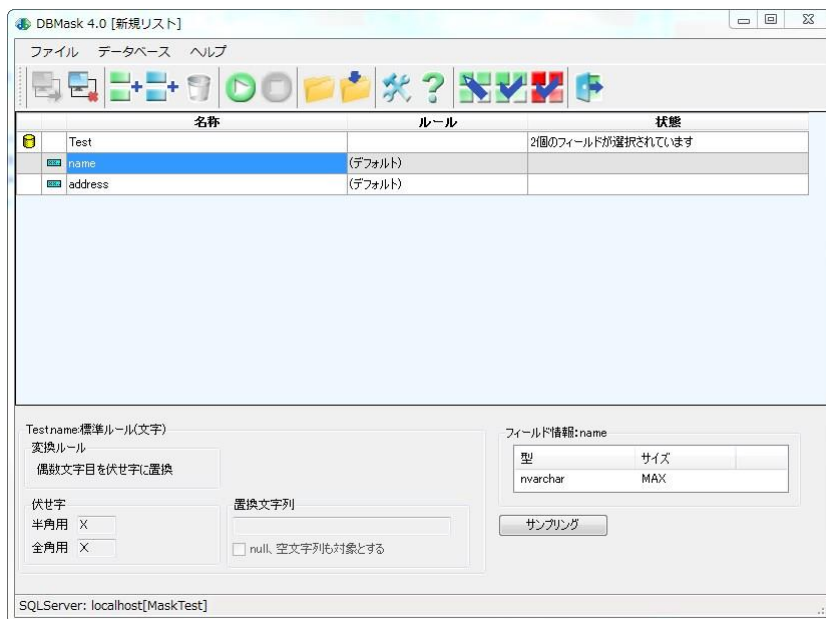 DBMask 4.0 [新規リスト]
ファイル データベース ヘルプ
名称 ルール 状態
Test 2個のフィールドが選択されています
name (デフォルト)
address (デフォルト)
Test.name:標準ルール(文字)
変換ルール
偶数文字目を伏せ字に置換
伏せ字
半角用 X
全角用 X
置換文字列
null、空文字列も対象とする
フィールド情報:name
型 サイズ
nvarchar MAX
サンプリング
SQLServer: localhost[MaskTest]